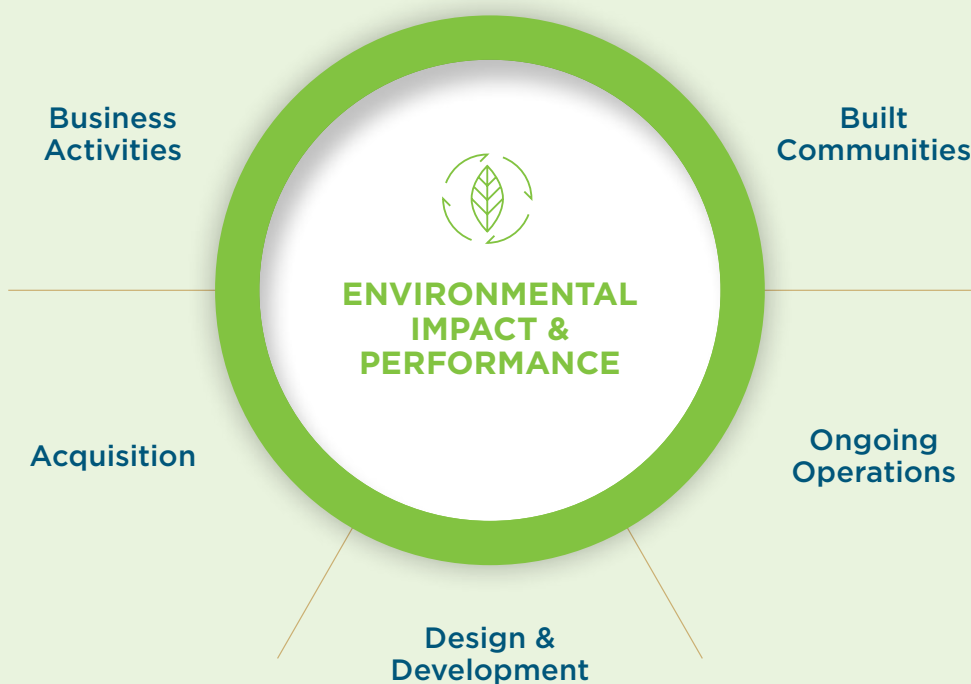 Business
Activities
Built
Communities
ENVIRONMENTAL
IMPACT &
PERFORMANCE
Acquisition
Ongoing
Operations
Design &
Development